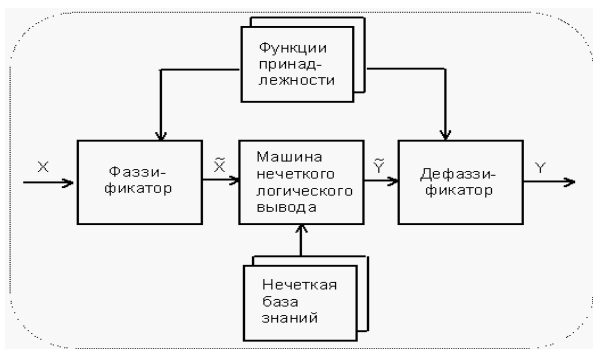 Функции
принад-
лежности
X
Фаззи-
фикатор
X̃
Машина
нечеткого
логического
вывода
Ỹ
Дефаззи-
фикатор
Y
Нечеткая
база
знаний